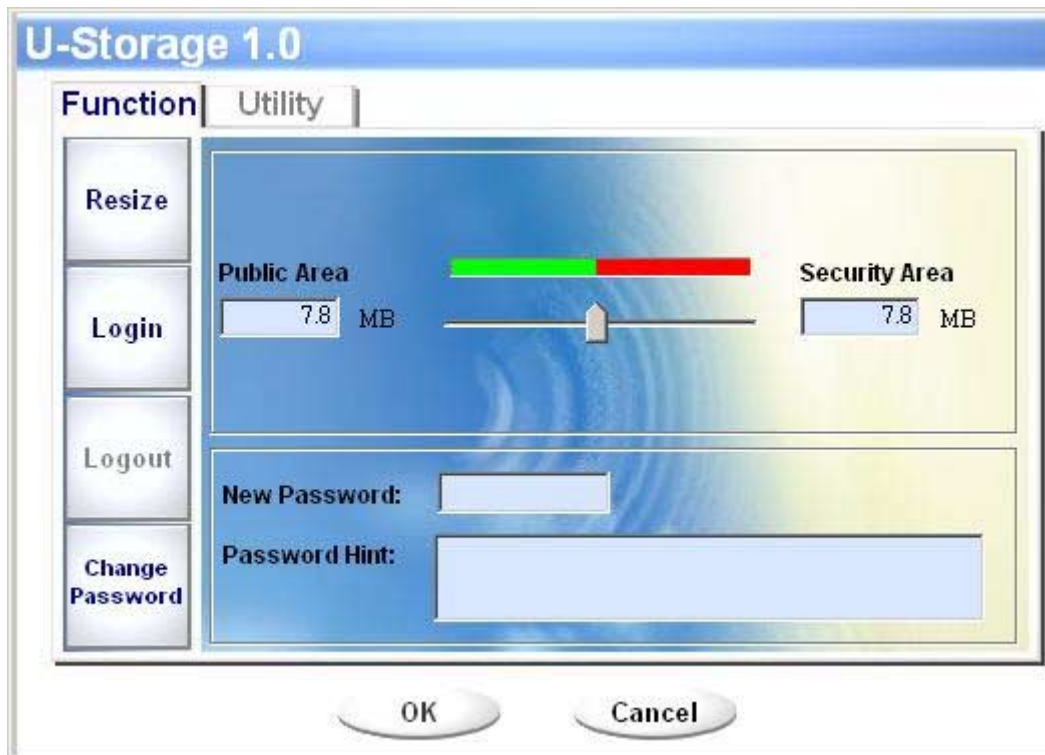 U-Storage 1.0
Function Utility
Resize
Login
Logout
Change
Password
Public Area
7.8 MB
Security Area
7.8 MB
New Password:
Password Hint:
OK Cancel